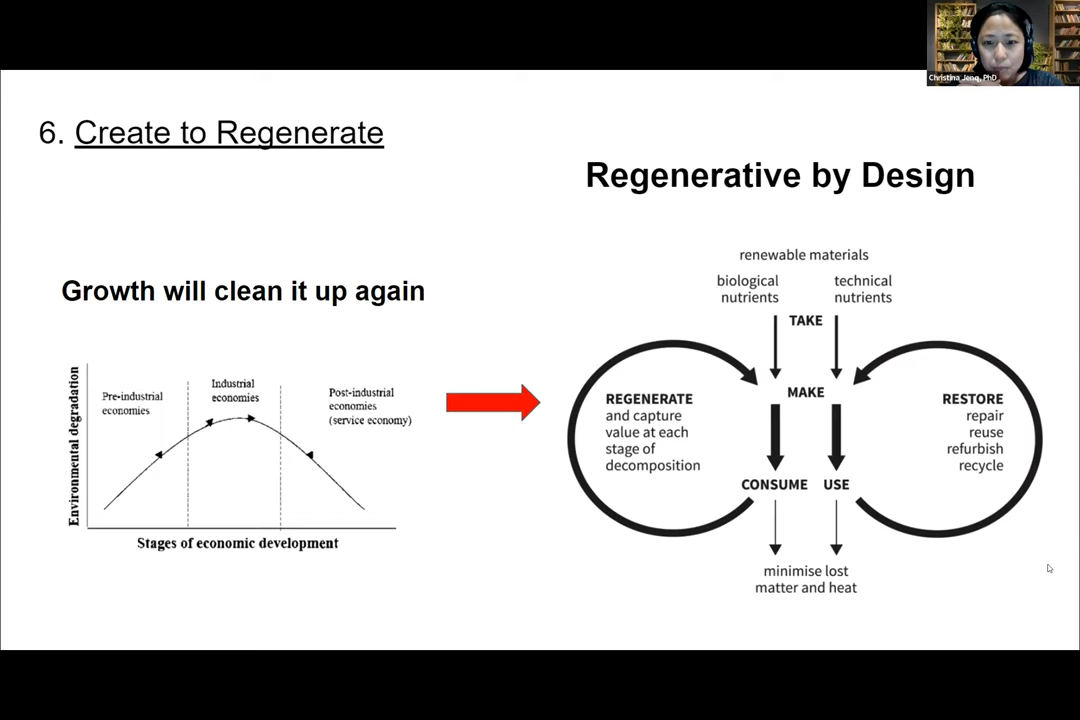 Christina Jenq, PhD
6. Create to Regenerate
Regenerative by Design
Growth will clean it up again
Environmental degradation
Pre-industrial
economies
Industrial
economies
Post-industrial
economies
(service economy)
Stages of economic development
renewable materials
biological
nutrients
technical
nutrients
TAKE
MAKE
REGENERATE
and capture
value at each
stage of
decomposition
RESTORE
repair
reuse
refurbish
recycle
CONSUME USE
minimise lost
matter and heat